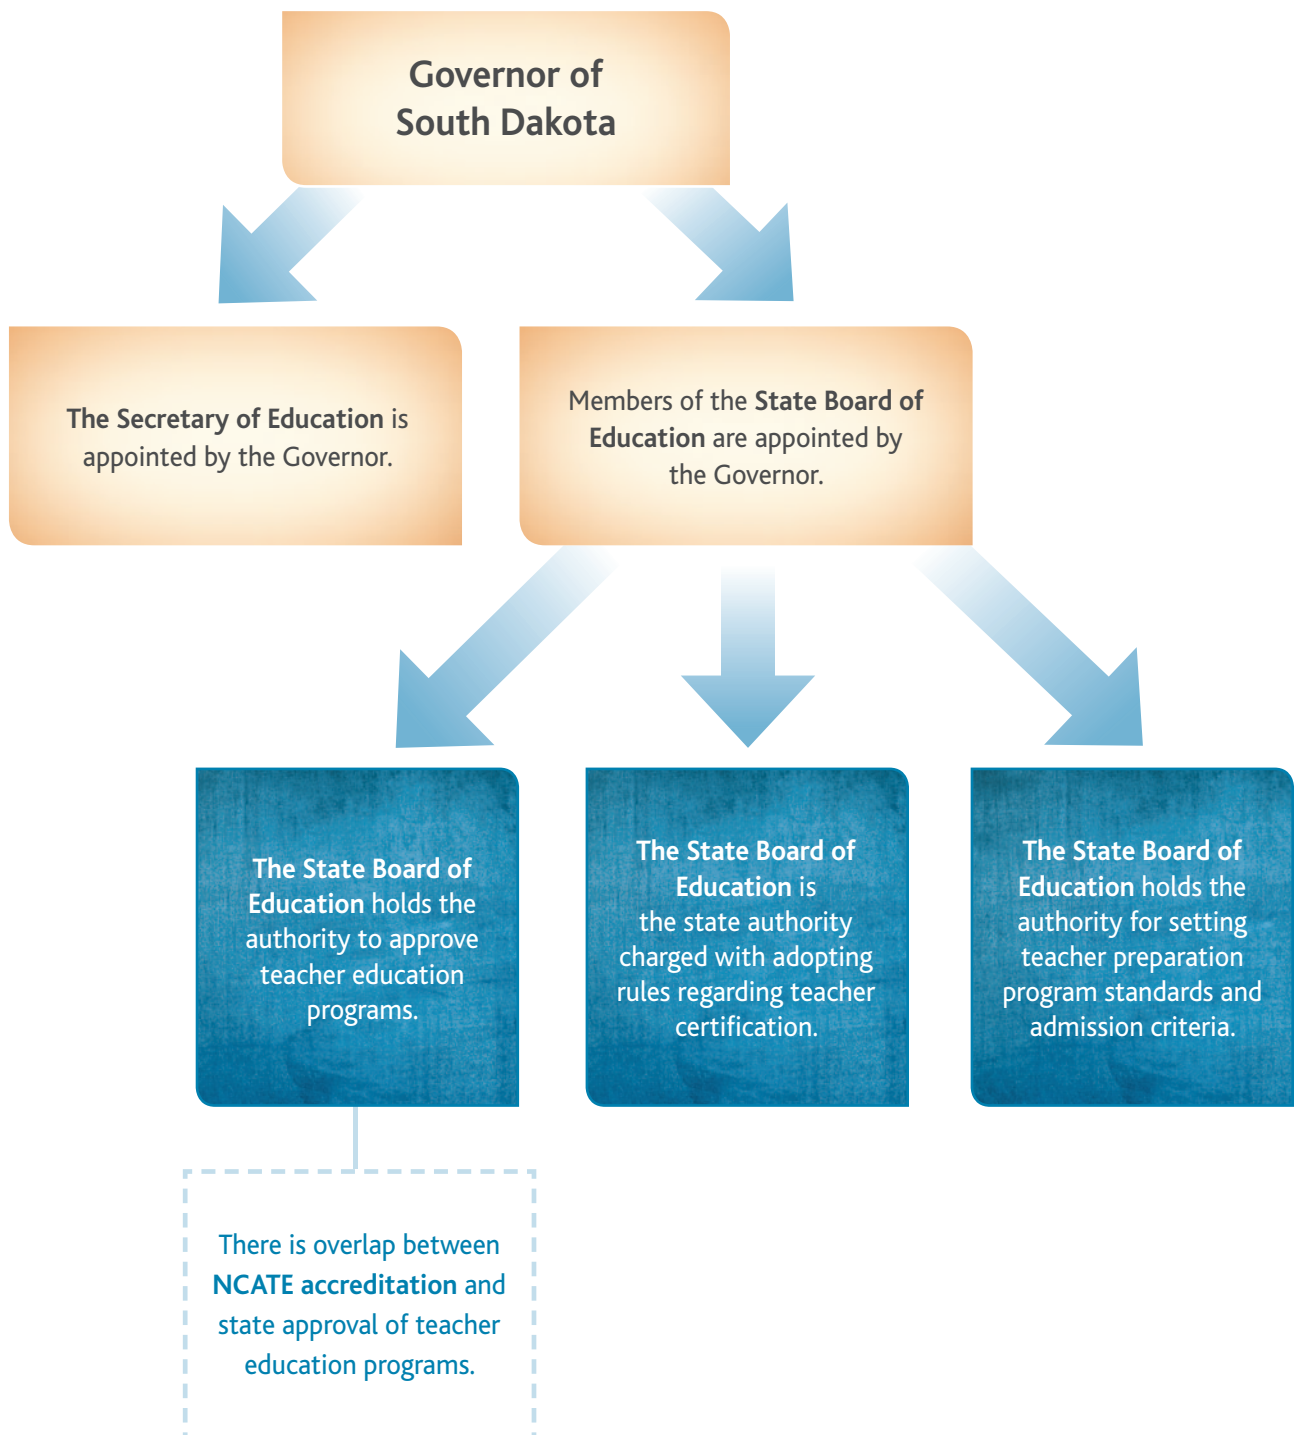 Governor of
South Dakota
The Secretary of Education is
appointed by the Governor.
Members of the State Board of
Education are appointed by
the Governor.
The State Board of
Education holds the
authority to approve
teacher education
programs.
The State Board of
Education is
the state authority
charged with adopting
rules regarding teacher
certification.
The State Board of
Education holds the
authority for setting
teacher preparation
program standards and
admission criteria.
There is overlap between
NCATE accreditation and
state approval of teacher
education programs.